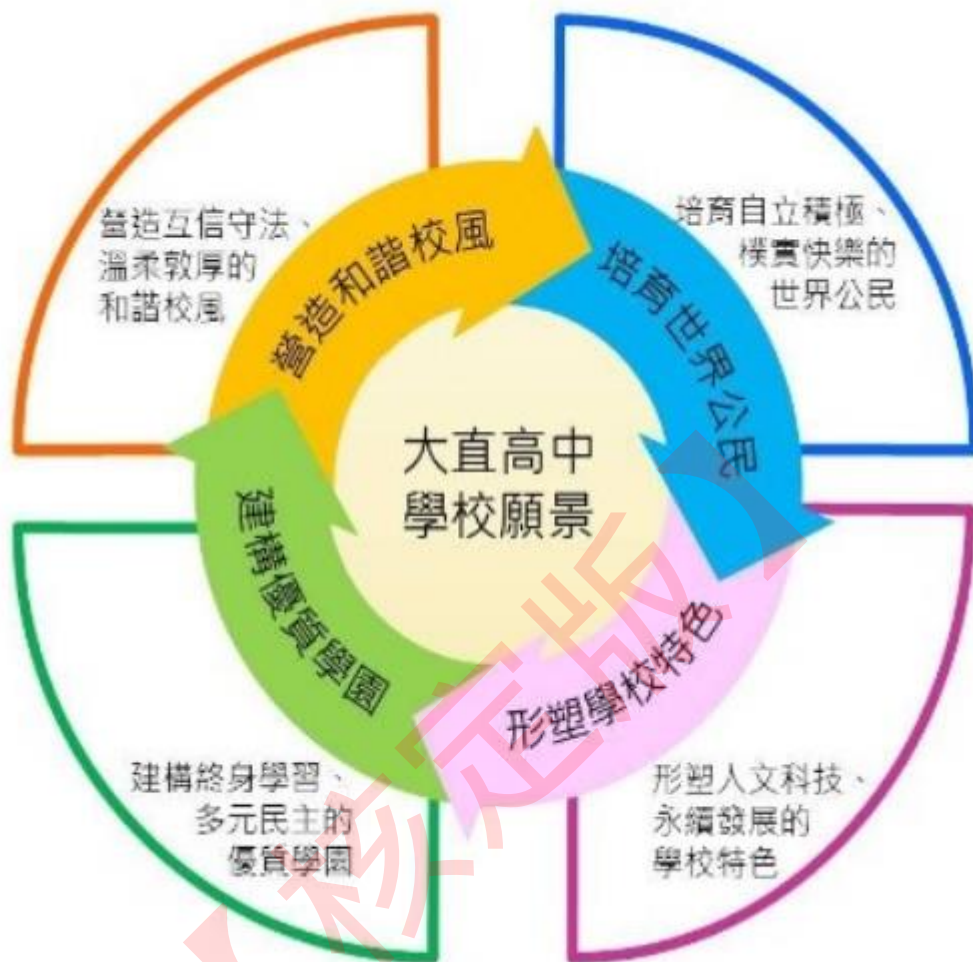 營造互信守法、
溫柔敦厚的
和諧校風
營造和諧校風
培育世界公民
培育自立積極、
樸實快樂的
世界公民
大直高中
學校願景
建構優質學園
形塑學校特色
建構終身學習、
多元民主的
優質學園
形塑人文科技、
永續發展的
學校特色
【核定版】